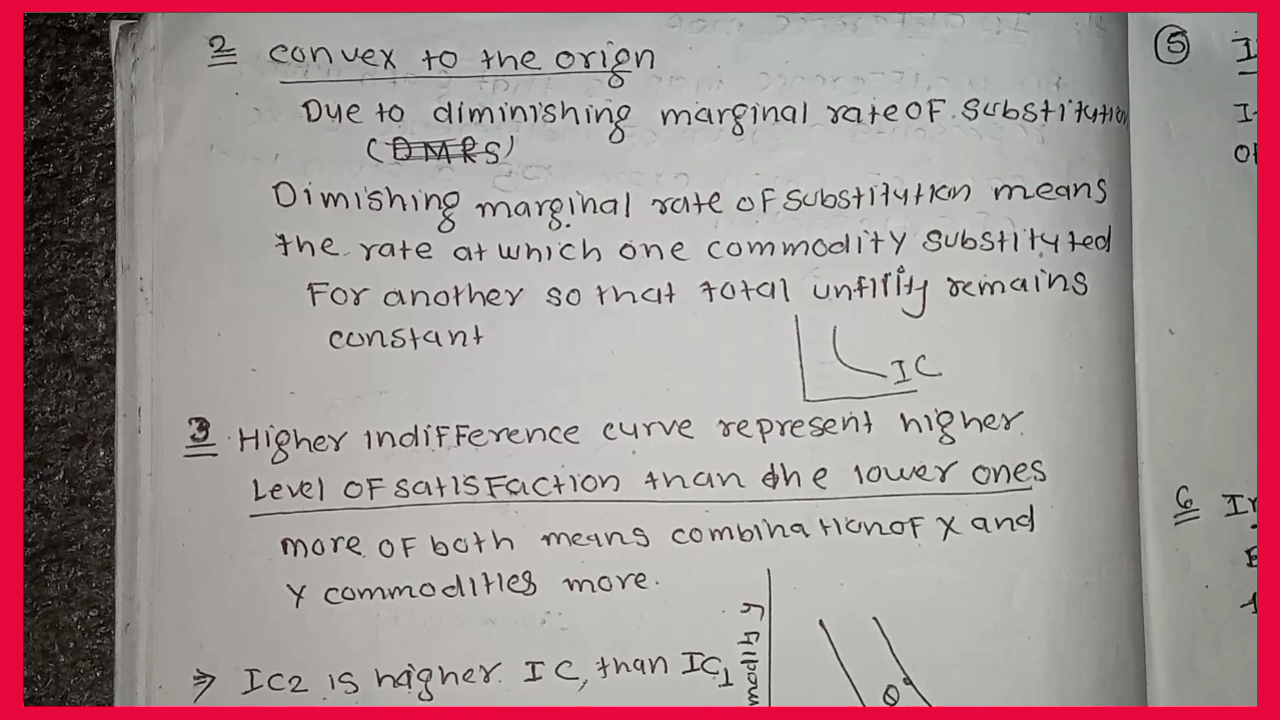 2 convex to the orign
Due to diminishing marginal rate OF substitution
(DMRS)
Dimishing marginal rate of substitution means
the rate at which one commodity substituted
For another so that total
remains
constant
IC
3 Higher indifference curve represent higher
Level of satisfaction than the lower ones
more of both means combination of X and
Y commodities more.
⇒ IC2 is higher IC, than IC1
modity y
5 I
6